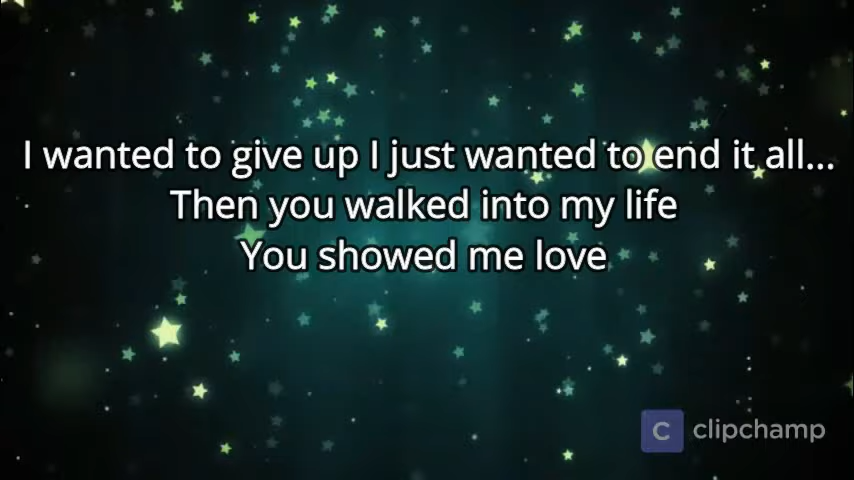 I wanted to give up I just wanted to end it all...
Then you walked into my life
You showed me love
C clipchamp